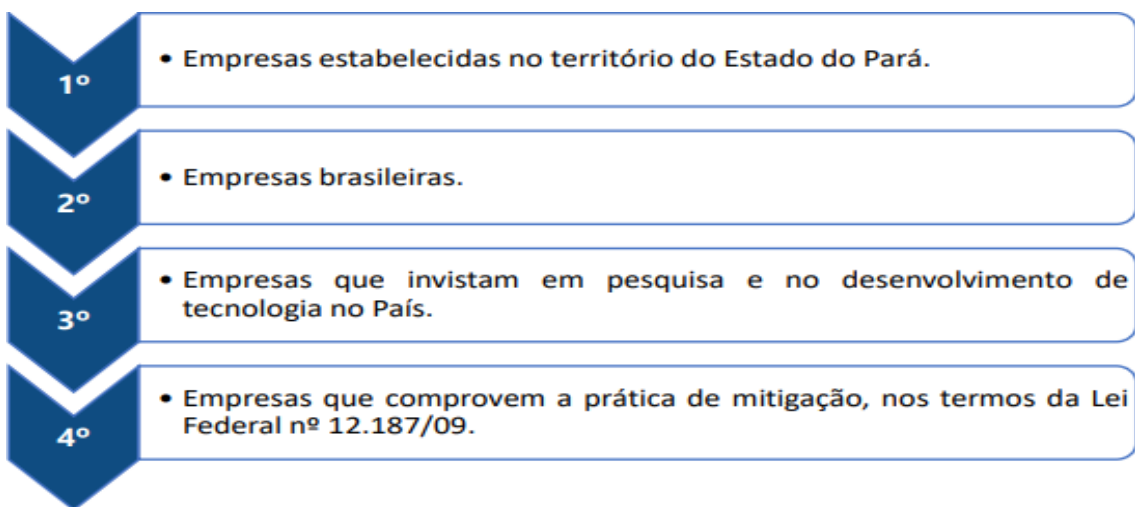 1º
• Empresas estabelecidas no território do Estado do Pará.
2º
• Empresas brasileiras.
3º
• Empresas que invistam em pesquisa e no desenvolvimento de
tecnologia no País.
4º
• Empresas que comprovem a prática de mitigação, nos termos da Lei
Federal nº 12.187/09.